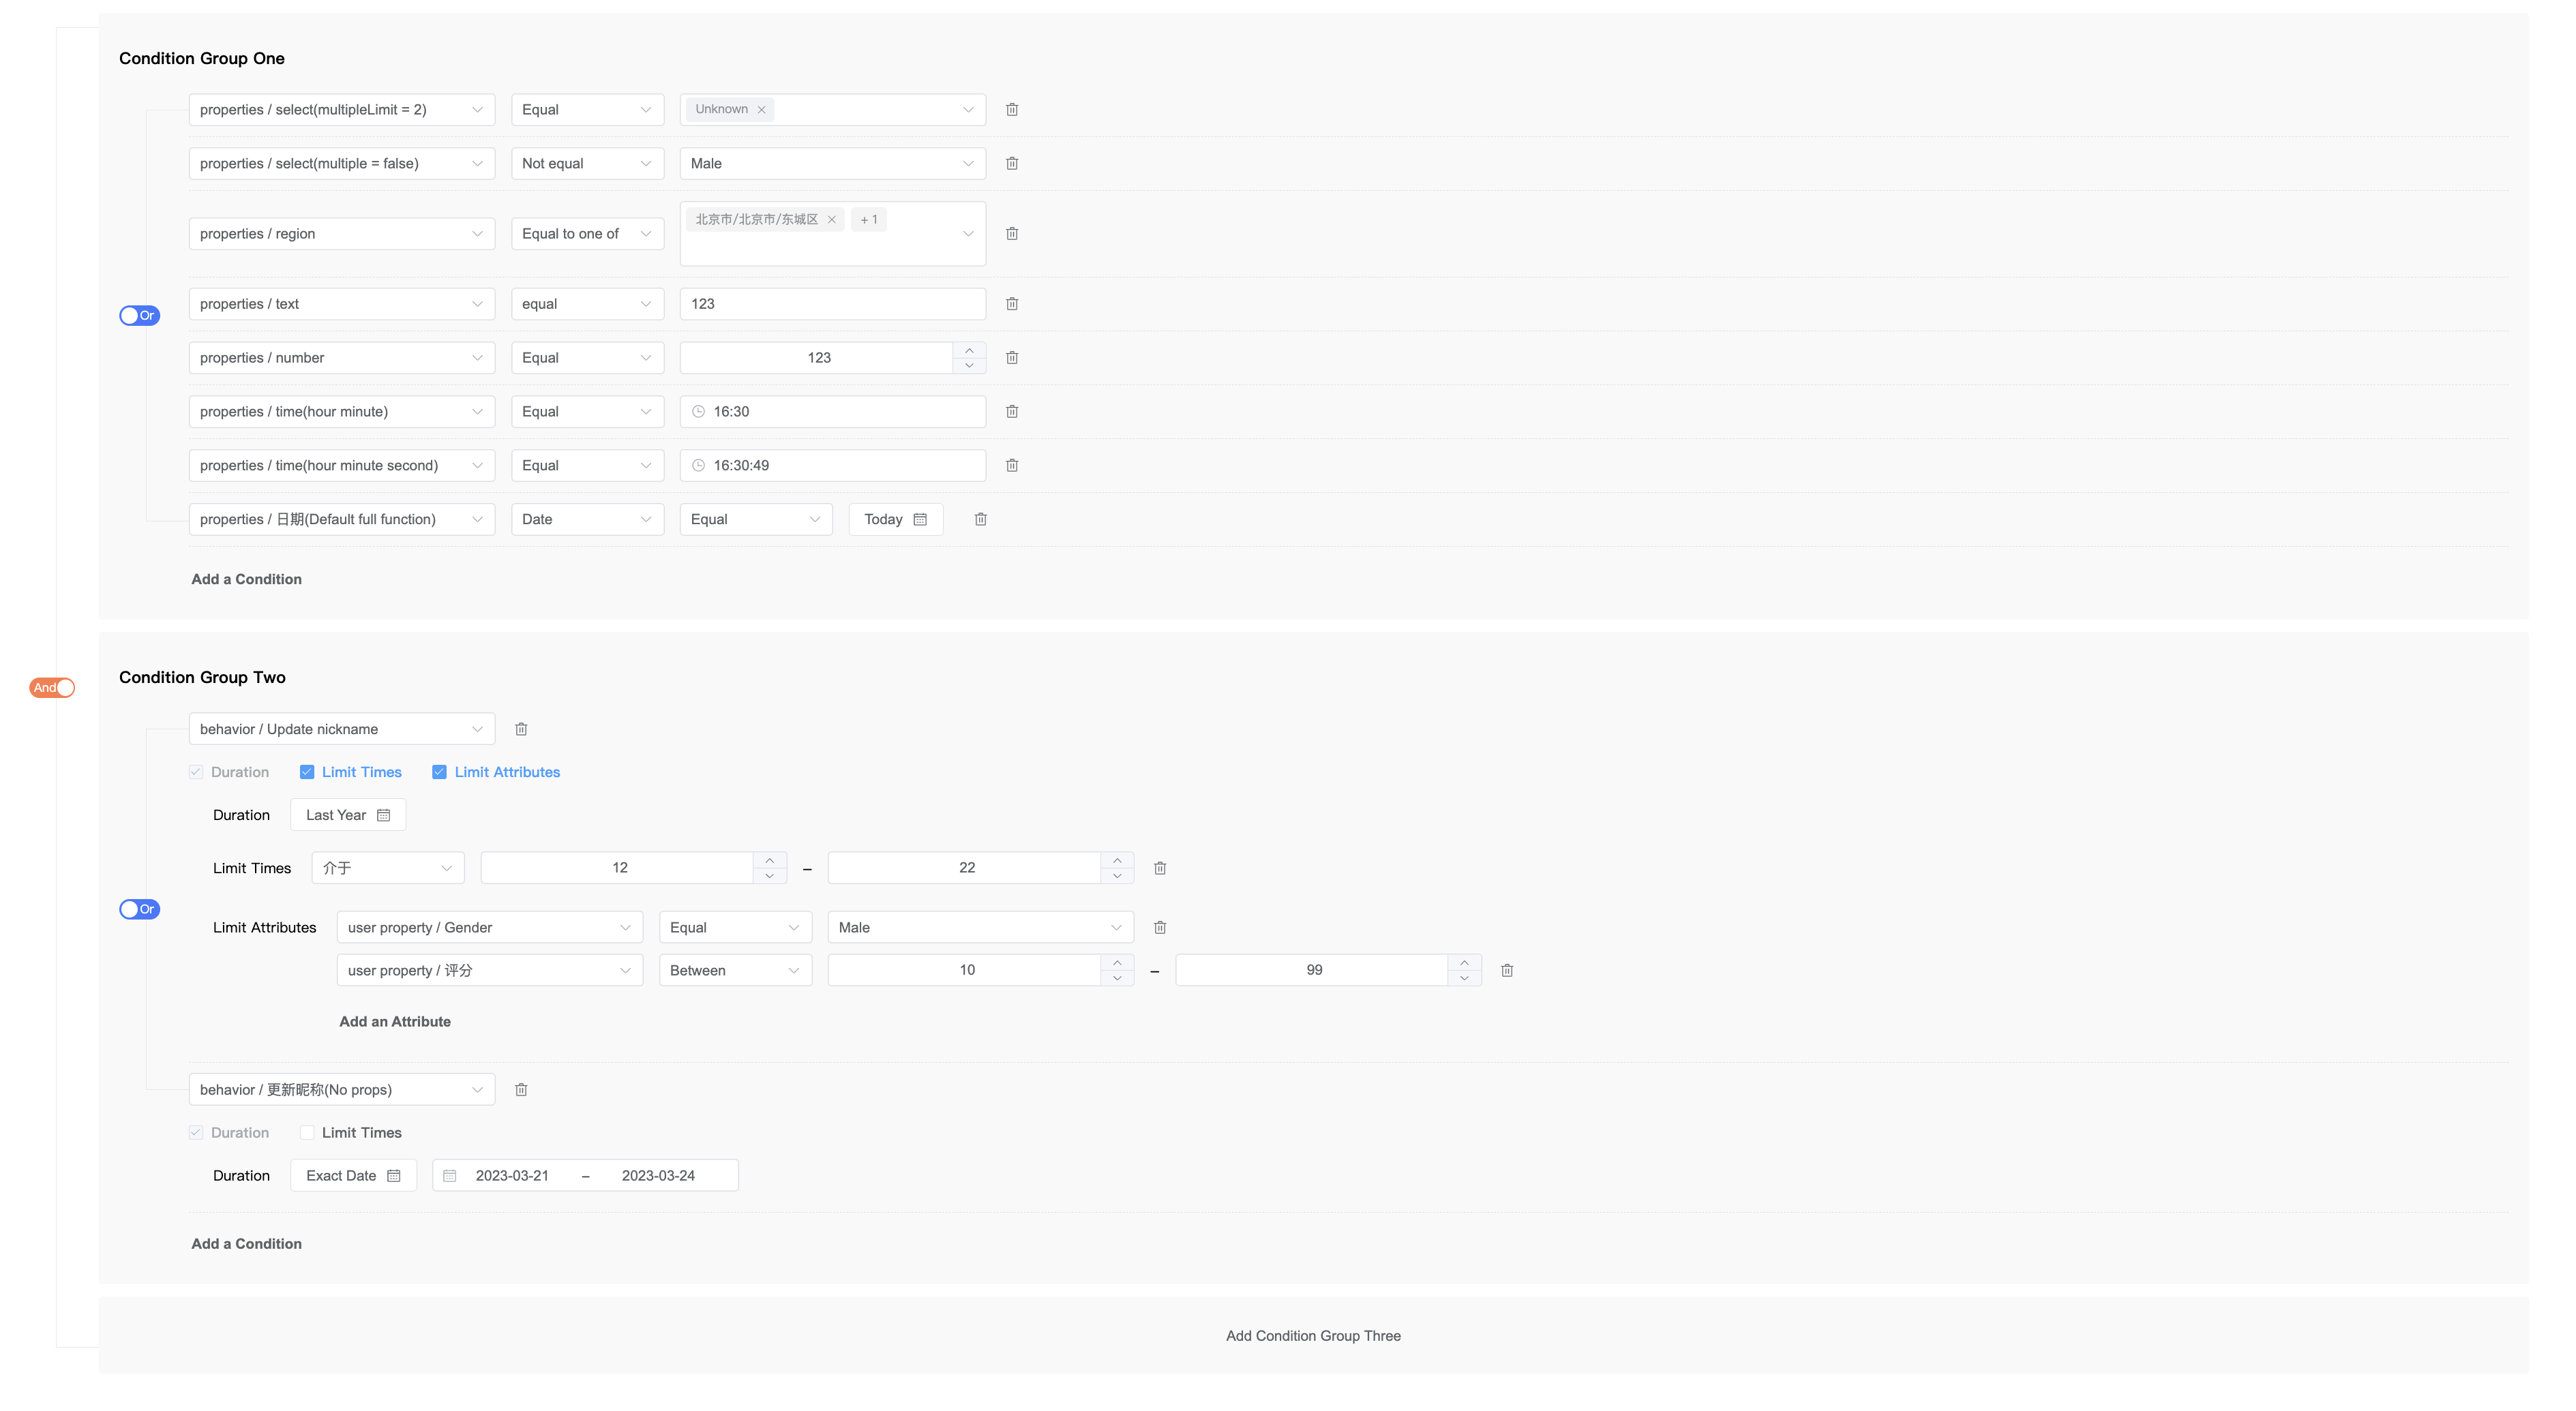 Condition Group One
properties / select(multipleLimit = 2) Equal Unknown
properties / select(multiple = false) Not equal Male
properties / region Equal to one of 北京市/北京市/东城区 + 1
properties / text equal 123
Or
properties / number Equal 123
properties / time(hour minute) Equal 16:30
properties / time(hour minute second) Equal 16:30:49
properties / 日期(Default full function) Date Equal Today
Add a Condition
Condition Group Two
And
behavior / Update nickname
Duration Limit Times Limit Attributes
Duration Last Year
Limit Times 介于 12 – 22
Or
Limit Attributes user property / Gender Equal Male
user property / 评分 Between 10 – 99
Add an Attribute
behavior / 更新昵称(No props)
Duration Limit Times
Duration Exact Date 2023-03-21 – 2023-03-24
Add a Condition
Add Condition Group Three